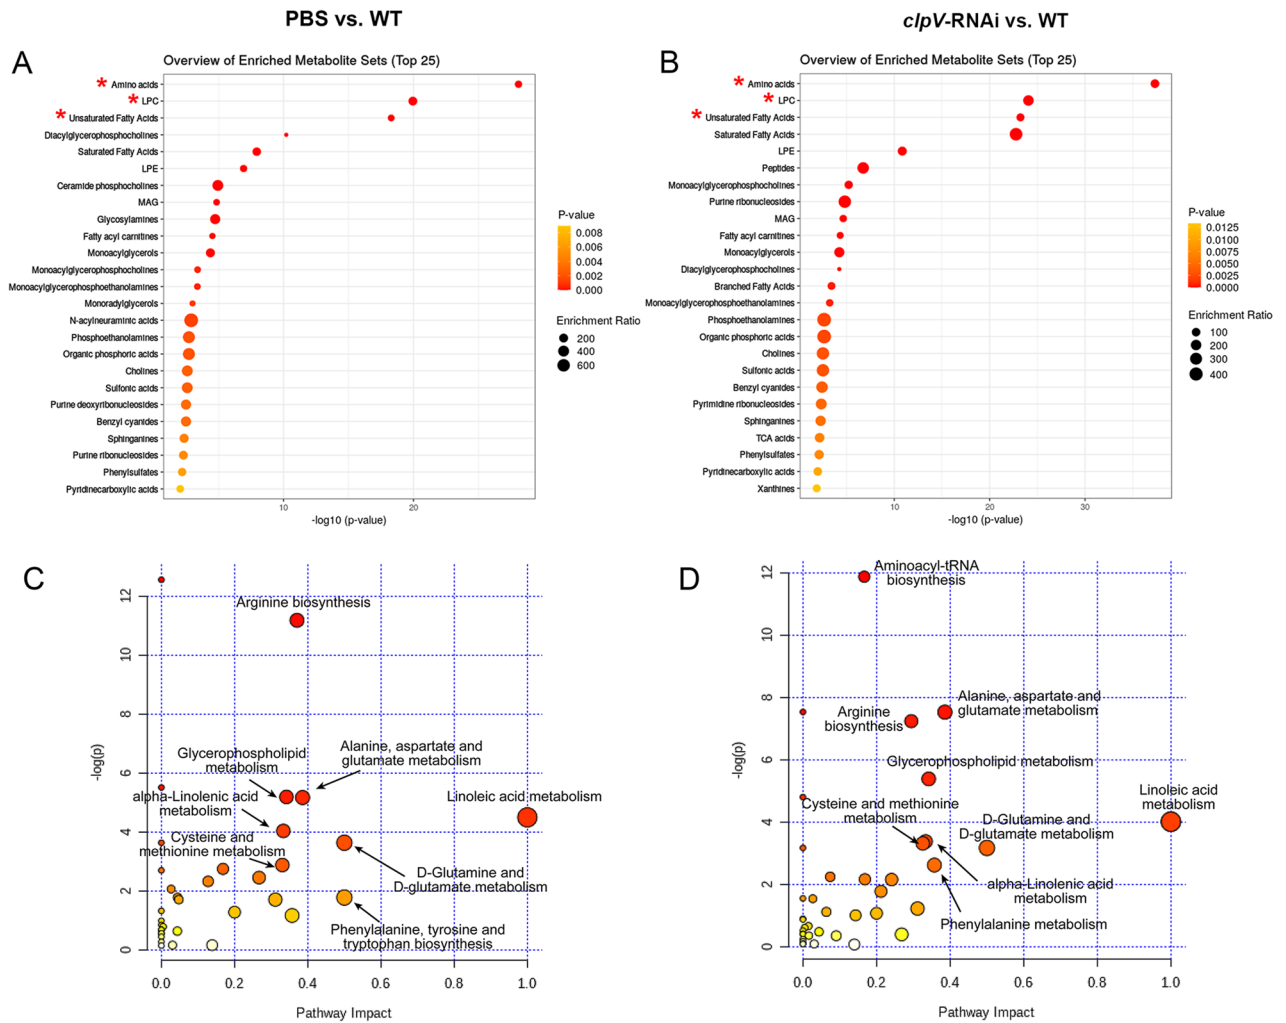 PBS vs. WT
clpV-RNAi vs. WT
A
Overview of Enriched Metabolite Sets (Top 25)
* Amino acids
* LPC
* Unsaturated Fatty Acids
Diacylglycerophosphocholines
Saturated Fatty Acids
LPE
Ceramide phosphocholines
MAG
Glycosylamines
Fatty acyl carnitines
Monoacylglycerols
Monoacylglycerophosphocholines
Monoacylglycerophosphoethanolamines
Monoradylglycerols
N-acylneuraminic acids
Phosphoethanolamines
Organic phosphoric acids
Cholines
Sulfonic acids
Purine deoxyribonucleosides
Benzyl cyanides
Sphinganines
Purine ribonucleosides
Phenylsulfates
Pyridinecarboxylic acids
10 20
-log10 (p-value)
P-value
0.008
0.006
0.004
0.002
0.000
Enrichment Ratio
200
400
600
B
Overview of Enriched Metabolite Sets (Top 25)
* Amino acids
* LPC
* Unsaturated Fatty Acids
Saturated Fatty Acids
LPE
Peptides
Monoacylglycerophosphocholines
Purine ribonucleosides
MAG
Fatty acyl carnitines
Monoacylglycerols
Diacylglycerophosphocholines
Branched Fatty Acids
Monoacylglycerophosphoethanolamines
Phosphoethanolamines
Organic phosphoric acids
Cholines
Sulfonic acids
Benzyl cyanides
Pyrimidine ribonucleosides
Sphinganines
TCA acids
Phenylsulfates
Pyridinecarboxylic acids
Xanthines
10 20 30
-log10 (p-value)
P-value
0.0125
0.0100
0.0075
0.0050
0.0025
0.0000
Enrichment Ratio
100
200
300
400
C
-log(p)
12
10
8
6
4
2
0
Arginine biosynthesis
Glycerophospholipid
metabolism
Alanine, aspartate and
glutamate metabolism
alpha-Linolenic acid
metabolism
Linoleic acid metabolism
Cysteine and
methionine metabolism
D-Glutamine and
D-glutamate metabolism
Phenylalanine, tyrosine and
tryptophan biosynthesis
0.0 0.2 0.4 0.6 0.8 1.0
Pathway Impact
D
-log(p)
12
10
8
6
4
2
0
Aminoacyl-tRNA
biosynthesis
Alanine, aspartate and
glutamate metabolism
Arginine
biosynthesis
Glycerophospholipid metabolism
Linoleic acid
metabolism
Cysteine and methionine
metabolism
D-Glutamine and
D-glutamate metabolism
alpha-Linolenic acid
metabolism
Phenylalanine metabolism
0.0 0.2 0.4 0.6 0.8 1.0
Pathway Impact